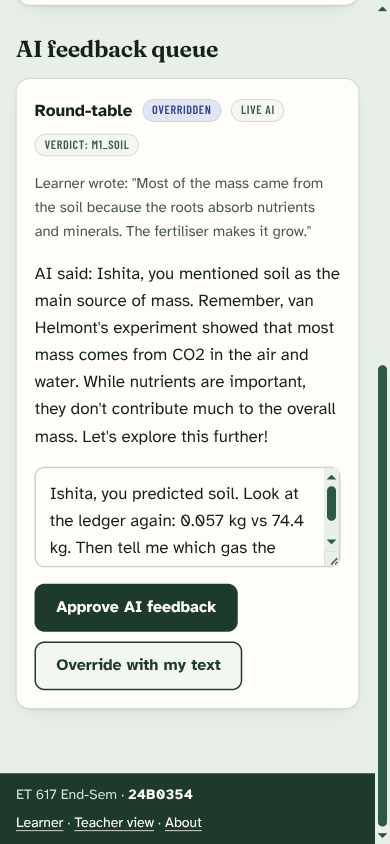 AI feedback queue
Round-table OVERRIDDEN LIVE AI
VERDICT: M1_SOIL
Learner wrote: "Most of the mass came from
the soil because the roots absorb nutrients
and minerals. The fertiliser makes it grow."
AI said: Ishita, you mentioned soil as the
main source of mass. Remember, van
Helmont's experiment showed that most
mass comes from CO2 in the air and
water. While nutrients are important,
they don't contribute much to the overall
mass. Let's explore this further!
Ishita, you predicted soil. Look at
the ledger again: 0.057 kg vs 74.4
kg. Then tell me which gas the
Approve AI feedback
Override with my text
ET 617 End-Sem · 24B0354
Learner · Teacher view · About